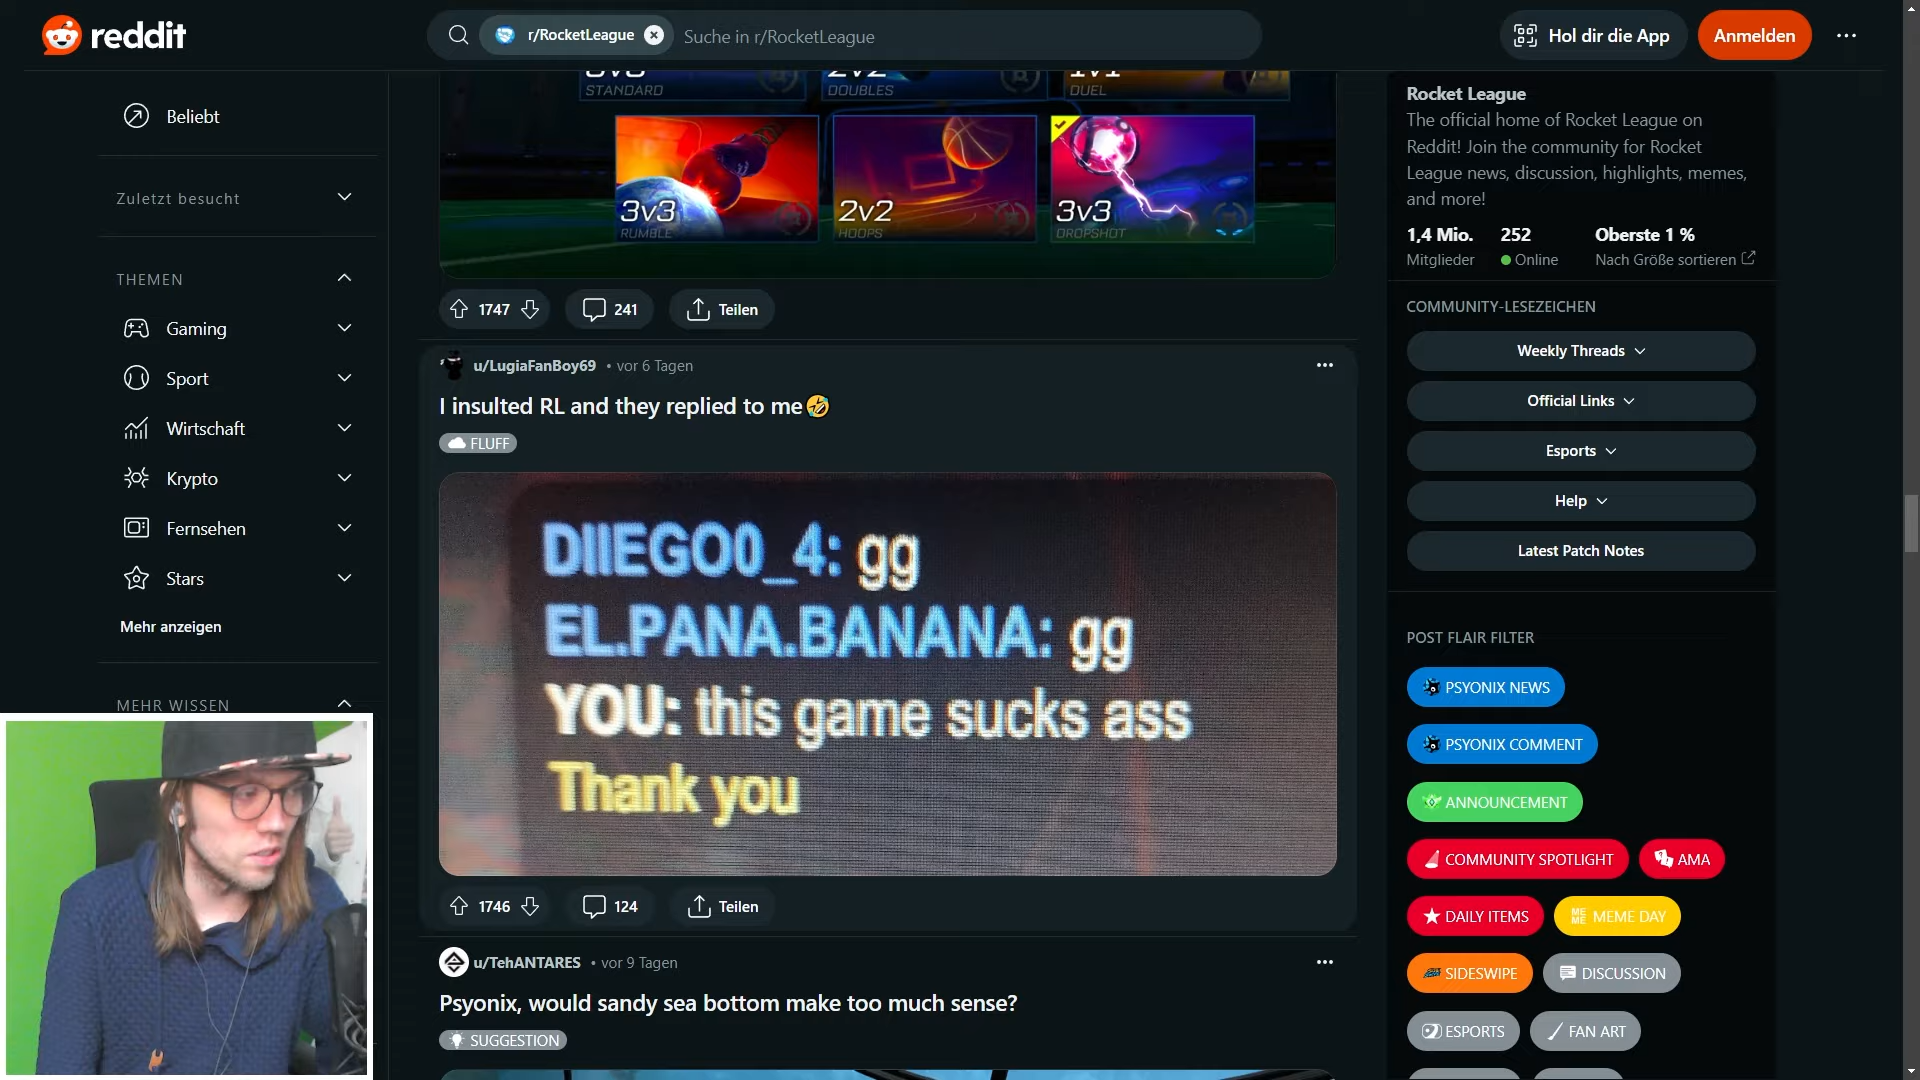 reddit
r/RocketLeague
Suche in r/RocketLeague
Hol dir die App
Anmelden
Beliebt
Zuletzt besucht
THEMEN
Gaming
Sport
Wirtschaft
Krypto
Fernsehen
Stars
Mehr anzeigen
MEHR WISSEN
STANDARD
2v2
DOUBLES
1v1
DUEL
3v3
RUMBLE
2v2
HOOPS
3v3
DROPSHOT
1747
241
Teilen
u/LugiaFanBoy69 • vor 6 Tagen
I insulted RL and they replied to me🤣
FLUFF
DIIEGO0_4: gg
EL.PANA.BANANA: gg
YOU: this game sucks ass
Thank you
1746
124
Teilen
u/TehANTARES • vor 9 Tagen
Psyonix, would sandy sea bottom make too much sense?
SUGGESTION
Rocket League
The official home of Rocket League on
Reddit! Join the community for Rocket
League news, discussion, highlights, memes,
and more!
1,4 Mio. 252 Oberste 1 %
Mitglieder Online Nach Größe sortieren
COMMUNITY-LESEZEICHEN
Weekly Threads
Official Links
Esports
Help
Latest Patch Notes
POST FLAIR FILTER
PSYONIX NEWS
PSYONIX COMMENT
ANNOUNCEMENT
COMMUNITY SPOTLIGHT
AMA
DAILY ITEMS
MEME DAY
SIDESWIPE
DISCUSSION
ESPORTS
FAN ART